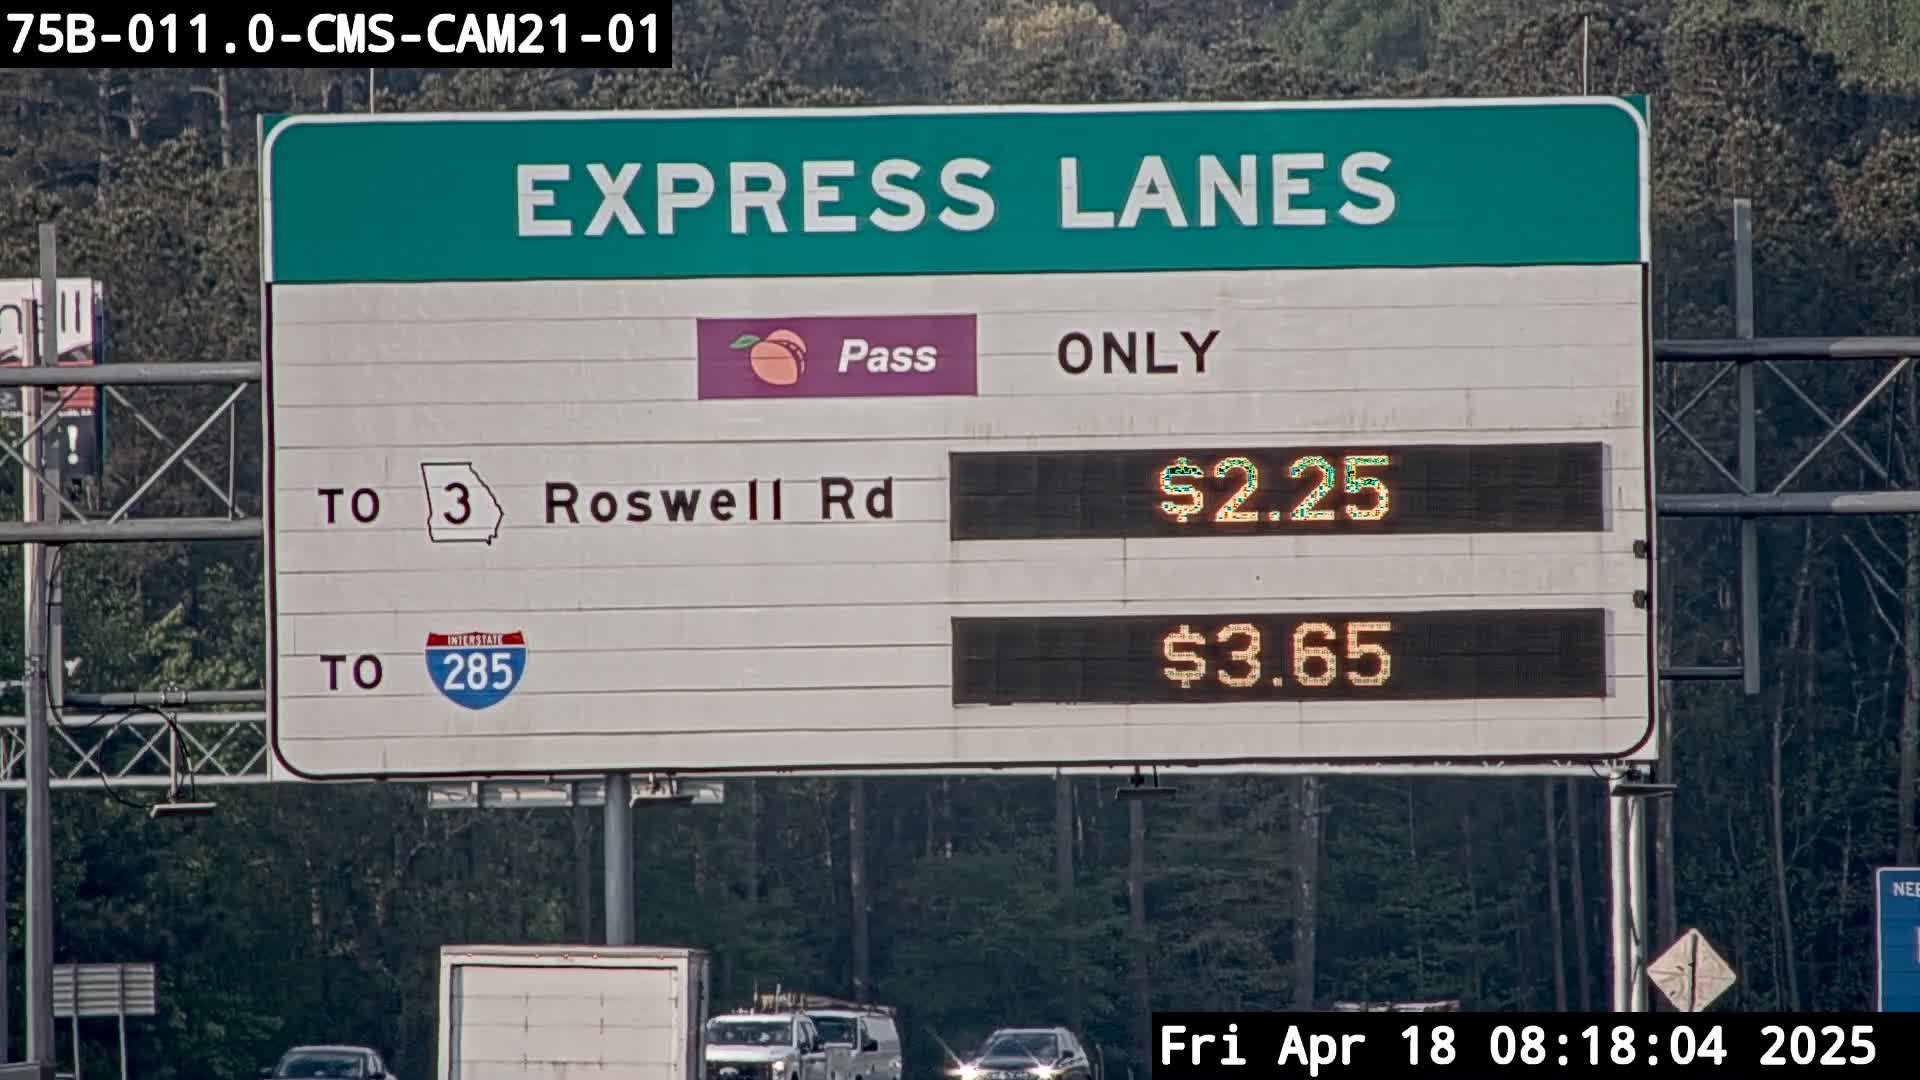 75B-011.0-CMS-CAM21-01
EXPRESS LANES
Pass ONLY
TO 3 Roswell Rd $2.25
INTERSTATE
TO 285 $3.65
Fri Apr 18 08:18:04 2025